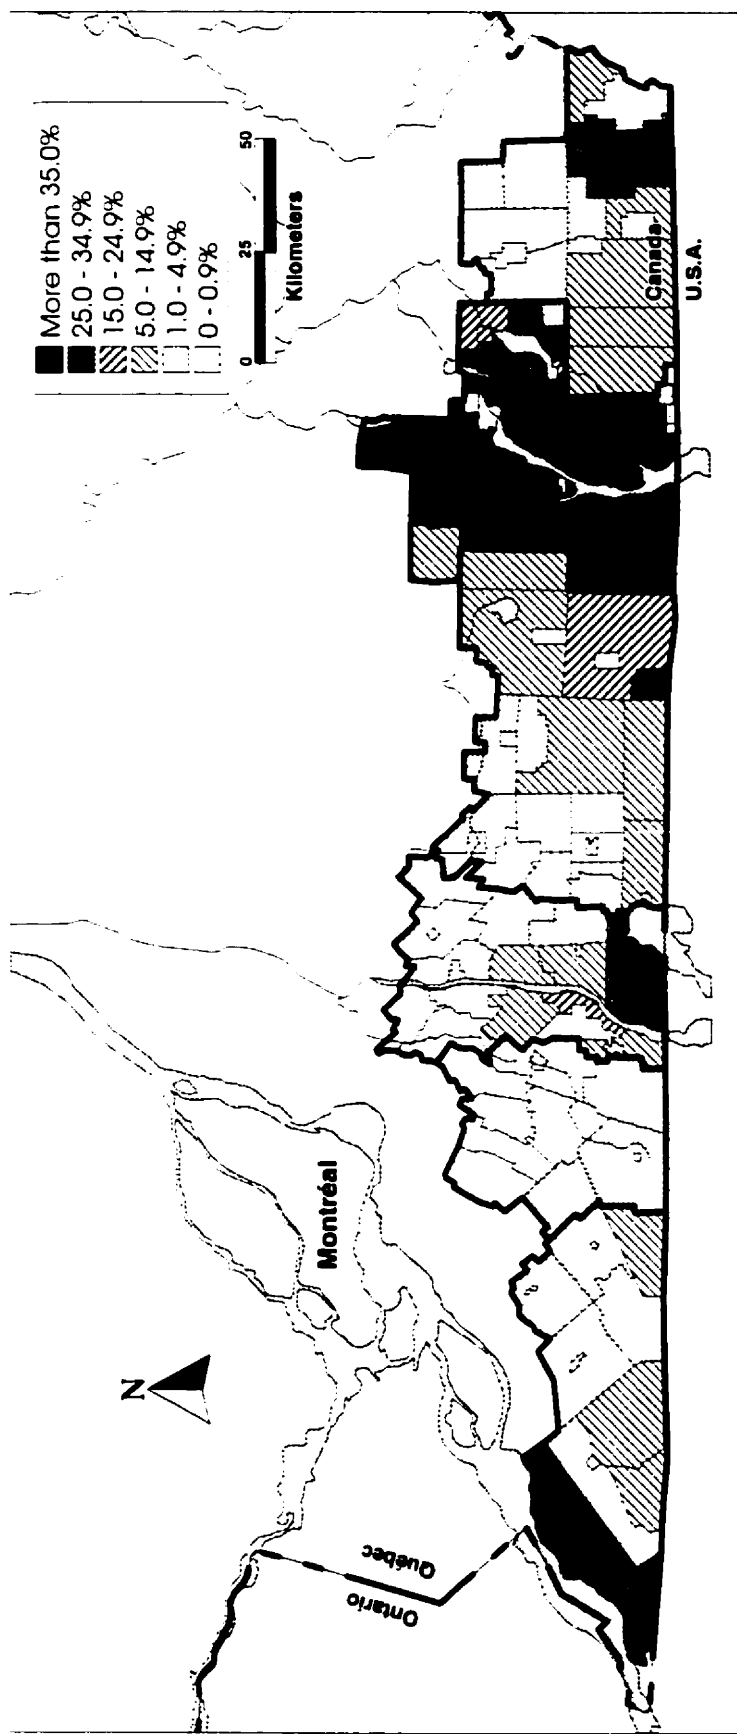 More than 35.0%
25.0 - 34.9%
15.0 - 24.9%
5.0 - 14.9%
1.0 - 4.9%
0 - 0.9%
0 25 50
Kilometers
N
Montréal
Ontario
Québec
Canada
U.S.A.